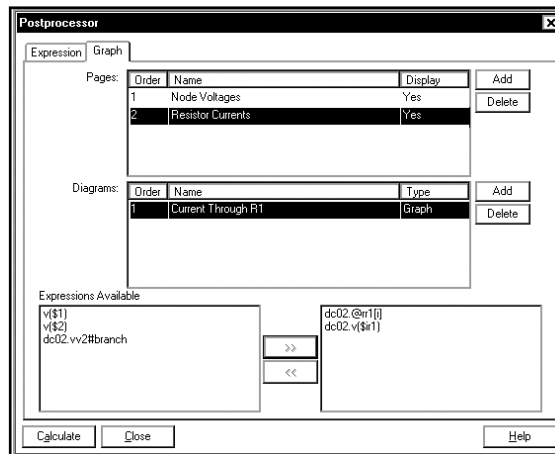 Postprocessor
Expression Graph
Pages:
Order Name Display
1 Node Voltages Yes
2 Resistor Currents Yes
Add
Delete
Diagrams:
Order Name Type
1 Current Through R1 Graph
Add
Delete
Expressions Available
v($1)
v($2)
dc02.vv2#branch
>>
<<
dc02.@rr1[i]
dc02.v($ir1)
Calculate Close Help